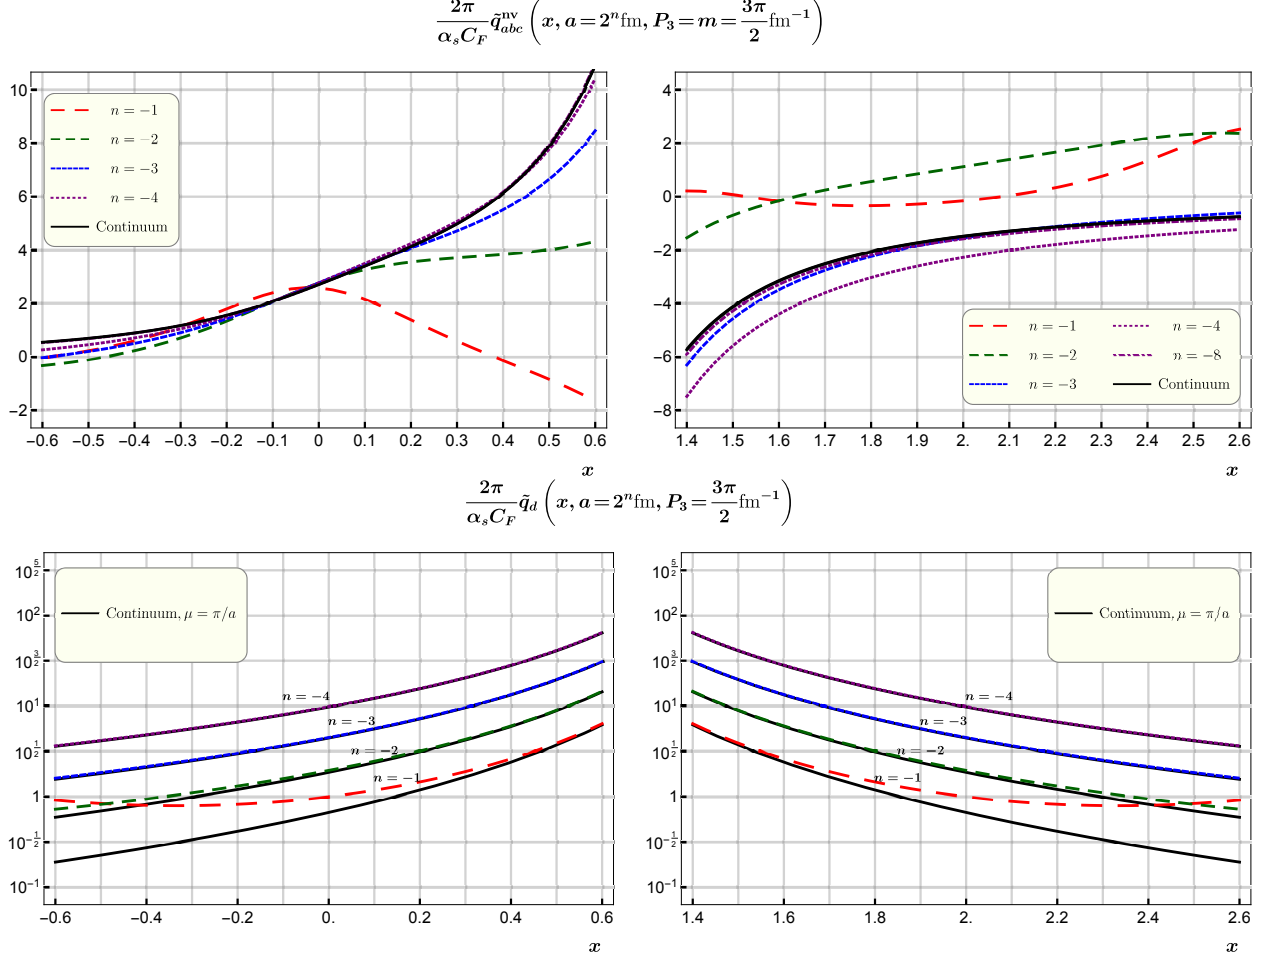 2π/(α_s C_F) q̃^nv_abc (x, a = 2^n fm, P_3 = m = 3π/2 fm^−1)
n = −1
n = −2
n = −3
n = −4
Continuum
10
8
6
4
2
0
−2
−0.6 −0.5 −0.4 −0.3 −0.2 −0.1 0 0.1 0.2 0.3 0.4 0.5 0.6
x
4
2
0
−2
−4
−6
−8
n = −1 n = −4
n = −2 n = −8
n = −3 Continuum
1.4 1.5 1.6 1.7 1.8 1.9 2. 2.1 2.2 2.3 2.4 2.5 2.6
x
2π/(α_s C_F) q̃_d (x, a = 2^n fm, P_3 = 3π/2 fm^−1)
Continuum, μ = π/a
10^5/2
10^2
10^3/2
10^1
10^1/2
1
10^−1/2
10^−1
n = −4
n = −3
n = −2
n = −1
−0.6 −0.4 −0.2 0. 0.2 0.4 0.6
x
Continuum, μ = π/a
10^5/2
10^2
10^3/2
10^1
10^1/2
1
10^−1/2
10^−1
n = −4
n = −3
n = −2
n = −1
1.4 1.6 1.8 2. 2.2 2.4 2.6
x